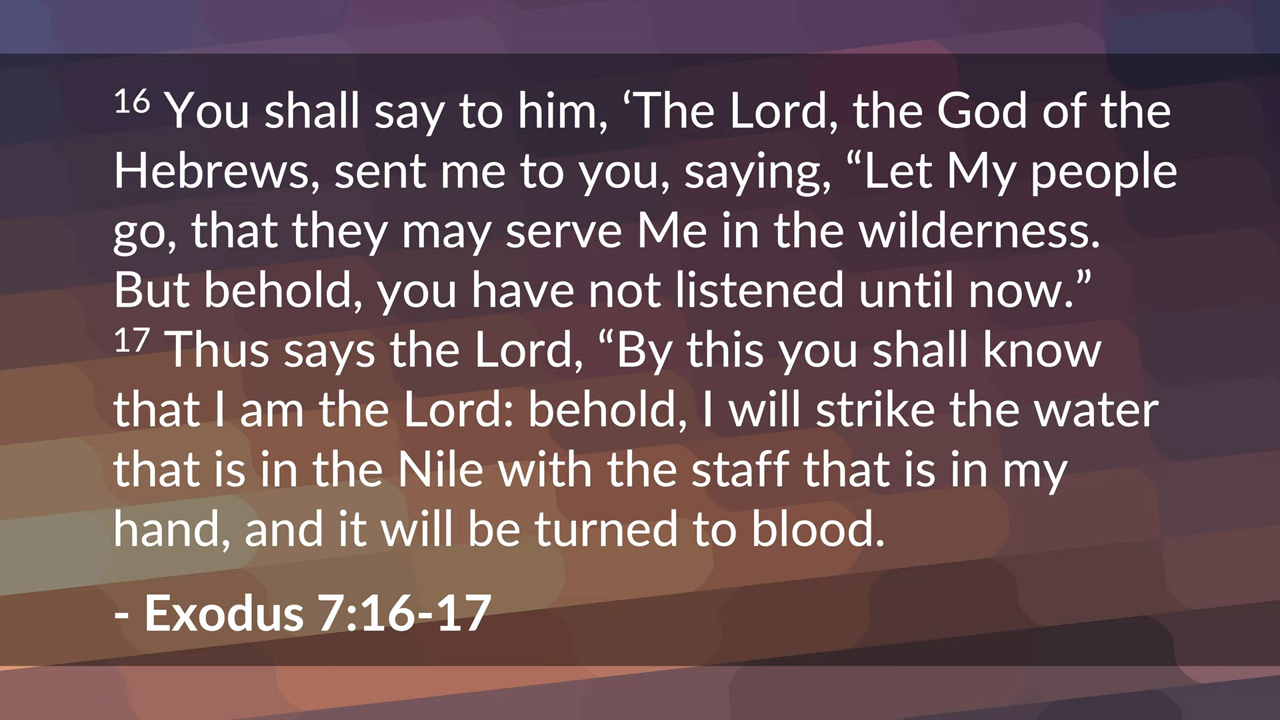 16 You shall say to him, ‘The Lord, the God of the
Hebrews, sent me to you, saying, “Let My people
go, that they may serve Me in the wilderness.
But behold, you have not listened until now.”
17 Thus says the Lord, “By this you shall know
that I am the Lord: behold, I will strike the water
that is in the Nile with the staff that is in my
hand, and it will be turned to blood.
- Exodus 7:16-17